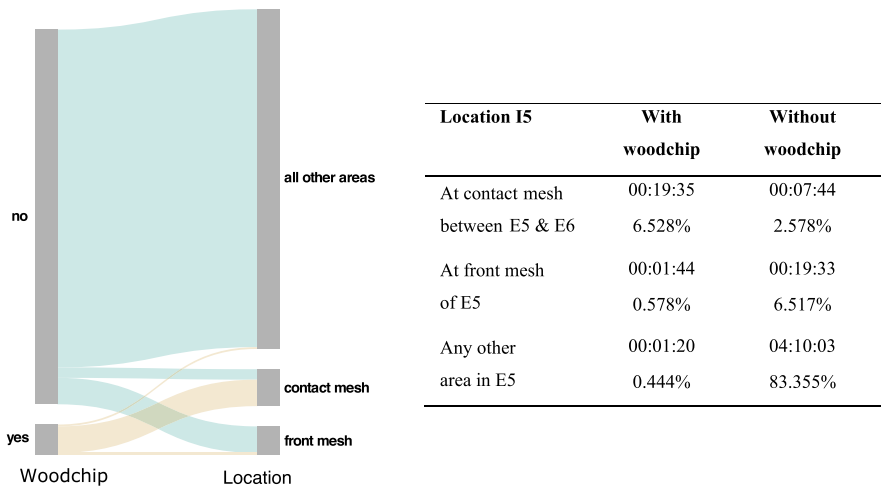 all other areas
no
contact mesh
yes
front mesh
Woodchip
Location
Location I5 With Without
woodchip woodchip
At contact mesh 00:19:35 00:07:44
between E5 & E6 6.528% 2.578%
At front mesh 00:01:44 00:19:33
of E5 0.578% 6.517%
Any other 00:01:20 04:10:03
area in E5 0.444% 83.355%